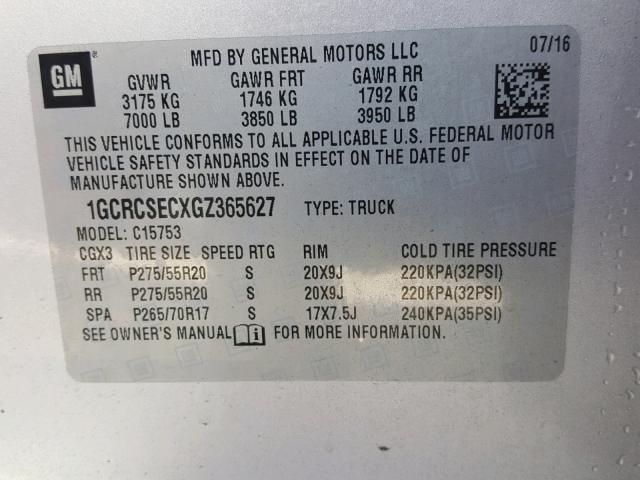 GM
MFD BY GENERAL MOTORS LLC 07/16
GVWR GAWR FRT GAWR RR
3175 KG 1746 KG 1792 KG
7000 LB 3850 LB 3950 LB
THIS VEHICLE CONFORMS TO ALL APPLICABLE U.S. FEDERAL MOTOR
VEHICLE SAFETY STANDARDS IN EFFECT ON THE DATE OF
MANUFACTURE SHOWN ABOVE.
1GCRCSECXGZ365627 TYPE: TRUCK
MODEL: C15753
CGX3 TIRE SIZE SPEED RTG RIM COLD TIRE PRESSURE
FRT P275/55R20 S 20X9J 220KPA(32PSI)
RR P275/55R20 S 20X9J 220KPA(32PSI)
SPA P265/70R17 S 17X7.5J 240KPA(35PSI)
SEE OWNER'S MANUAL FOR MORE INFORMATION.